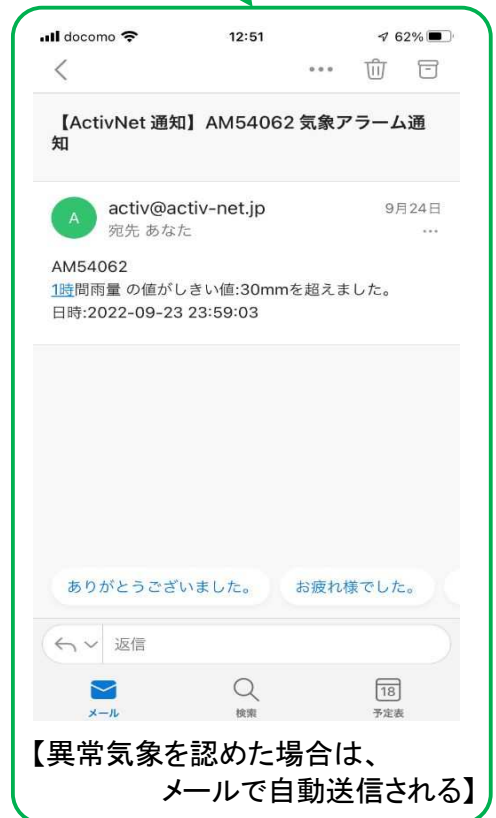 docomo 12:51 62%
【ActivNet 通知】AM54062 気象アラーム通
知
A activ@activ-net.jp 9月24日
宛先 あなた
AM54062
1時間雨量 の値がしきい値:30mmを超えました。
日時:2022-09-23 23:59:03
ありがとうございました。 お疲れ様でした。
返信
18
メール 検索 予定表
【異常気象を認めた場合は、
メールで自動送信される】